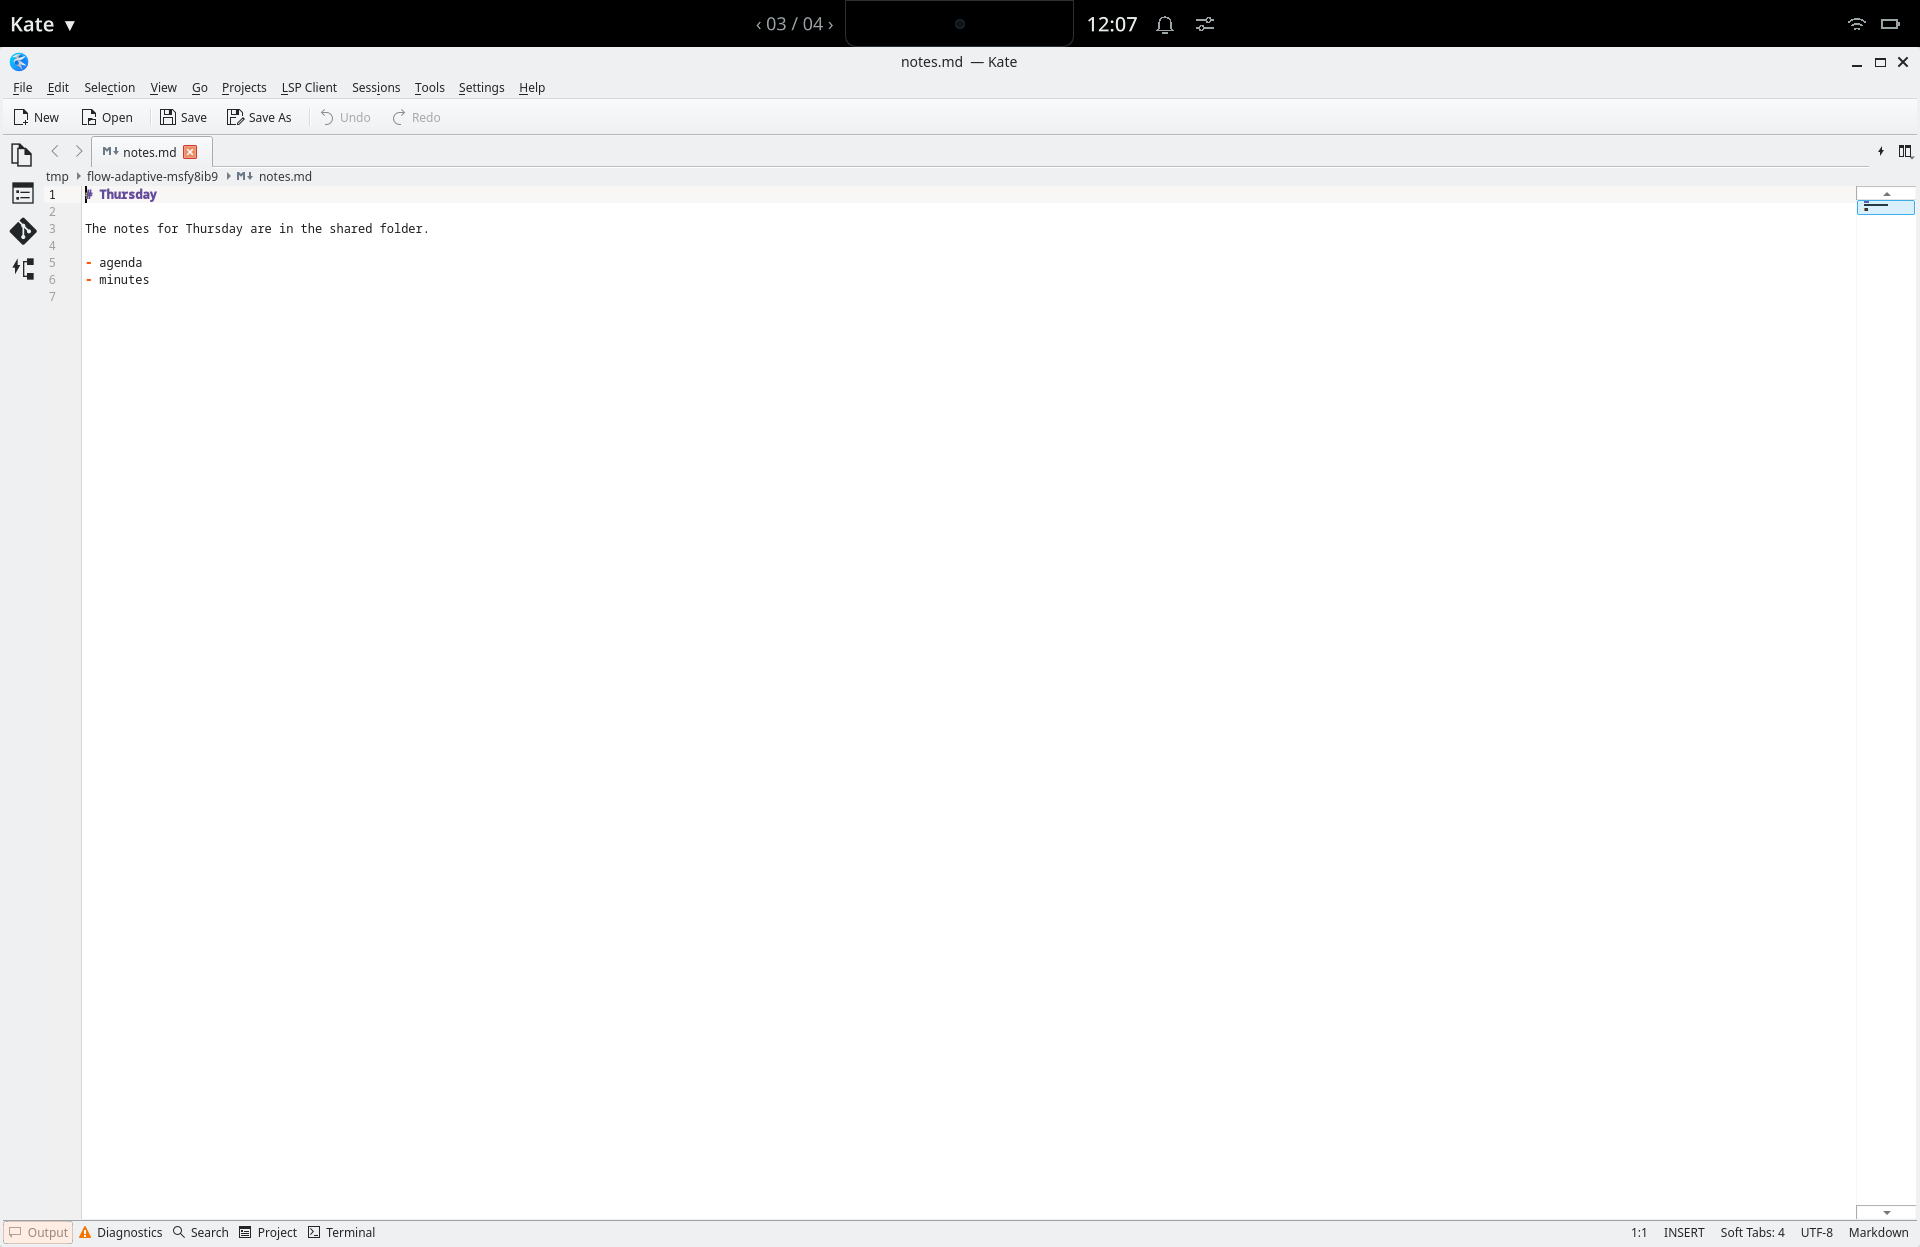 Kate ▾ ‹ 03 / 04 › 12:07
notes.md — Kate
File Edit Selection View Go Projects LSP Client Sessions Tools Settings Help
New Open Save Save As Undo Redo
M↓ notes.md
tmp flow-adaptive-msfy8ib9 M↓ notes.md
1 # Thursday
2
3 The notes for Thursday are in the shared folder.
4
5 - agenda
6 - minutes
7
Output Diagnostics Search Project Terminal 1:1 INSERT Soft Tabs: 4 UTF-8 Markdown